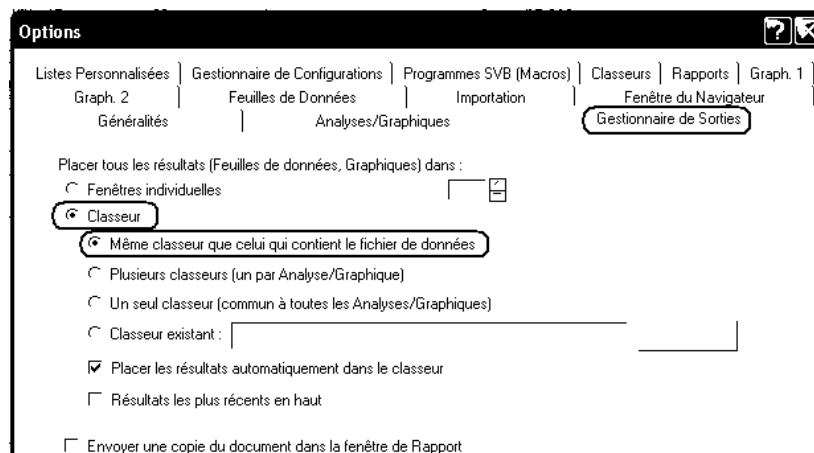 Options
Listes Personnalisées | Gestionnaire de Configurations | Programmes SVB (Macros) | Classeurs | Rapports | Graph. 1
Graph. 2 | Feuilles de Données | Importation | Fenêtre du Navigateur
Généralités | Analyses/Graphiques | Gestionnaire de Sorties
Placer tous les résultats (Feuilles de données, Graphiques) dans :
Fenêtres individuelles
Classeur
Même classeur que celui qui contient le fichier de données
Plusieurs classeurs (un par Analyse/Graphique)
Un seul classeur (commun à toutes les Analyses/Graphiques)
Classeur existant :
Placer les résultats automatiquement dans le classeur
Résultats les plus récents en haut
Envoyer une copie du document dans la fenêtre de Rapport